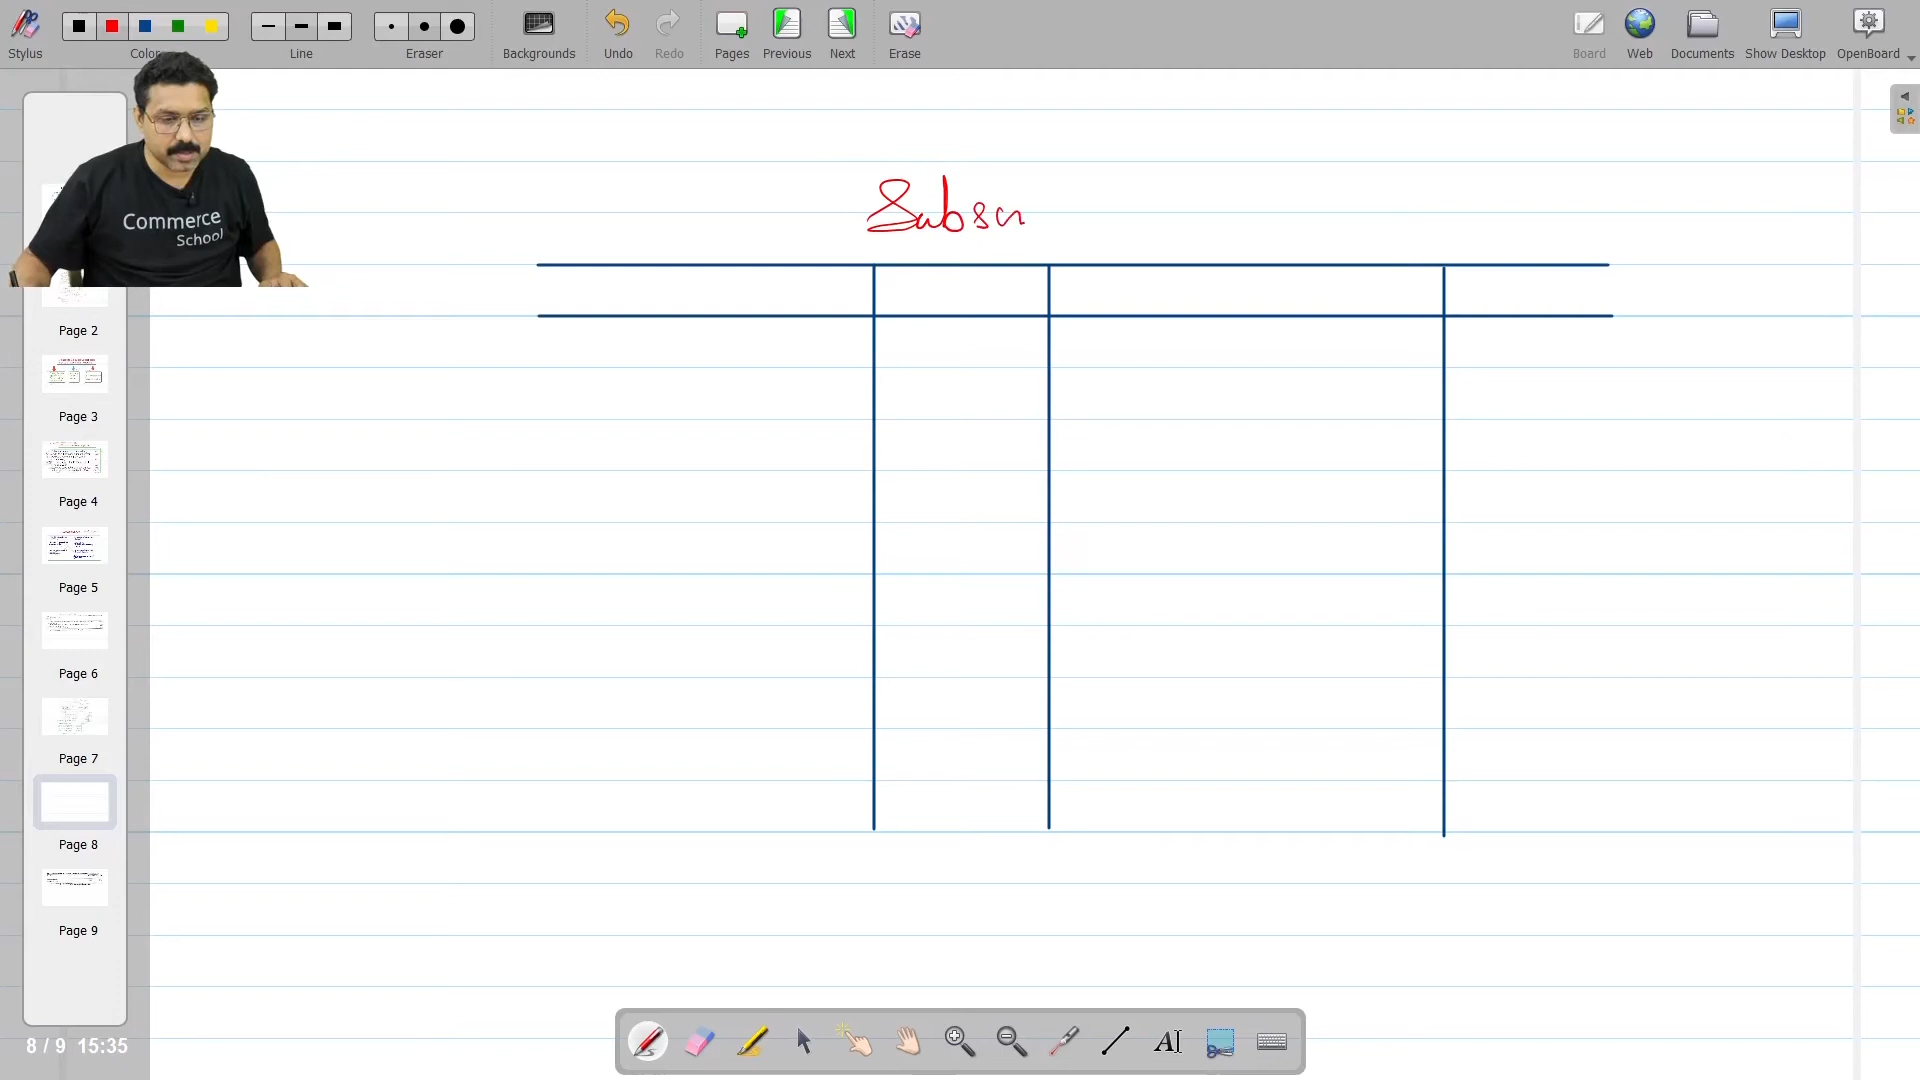 Stylus
Color
Line
Eraser
Backgrounds
Undo
Redo
Pages
Previous
Next
Erase
Board
Web
Documents
Show Desktop
OpenBoard
Commerce
School
Subscr
Page 2
Page 3
Page 4
Page 5
Page 6
Page 7
Page 8
Page 9
8 / 9 15:35